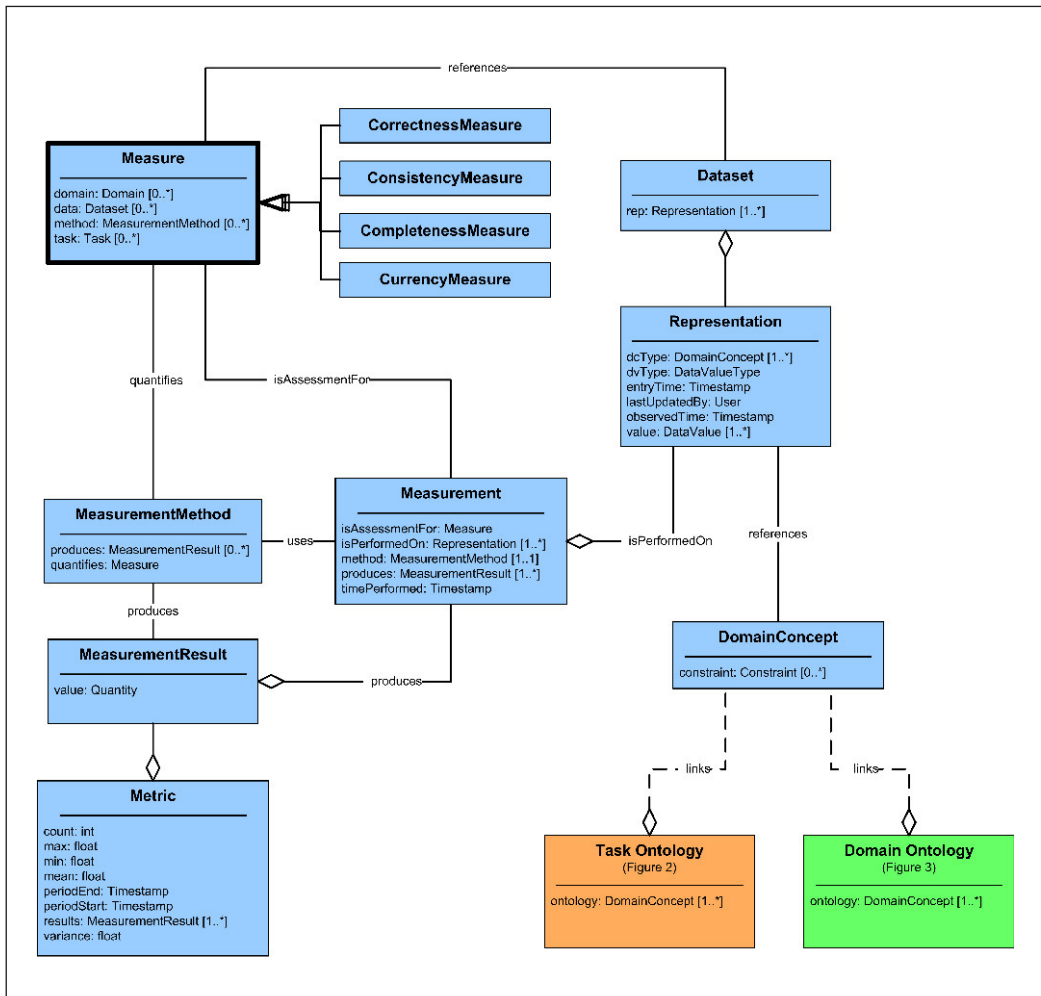 references
CorrectnessMeasure
Measure
domain: Domain [0..*]
data: Dataset [0..*]
method: MeasurementMethod [0..*]
task: Task [0..*]
ConsistencyMeasure
CompletenessMeasure
CurrencyMeasure
Dataset
rep: Representation [1..*]
Representation
dcType: DomainConcept [1..*]
dvType: DataValueType
entryTime: Timestamp
lastUpdatedBy: User
observedTime: Timestamp
value: DataValue [1..*]
quantifies
isAssessmentFor
MeasurementMethod
produces: MeasurementResult [0..*]
quantifies: Measure
uses
Measurement
isAssessmentFor: Measure
isPerformedOn: Representation [1..*]
method: MeasurementMethod [1..1]
produces: MeasurementResult [1..*]
timePerformed: Timestamp
isPerformedOn
references
produces
MeasurementResult
value: Quantity
produces
DomainConcept
constraint: Constraint [0..*]
links
links
Metric
count: int
max: float
min: float
mean: float
periodEnd: Timestamp
periodStart: Timestamp
results: MeasurementResult [1..*]
variance: float
Task Ontology
(Figure 2)
ontology: DomainConcept [1..*]
Domain Ontology
(Figure 3)
ontology: DomainConcept [1..*]